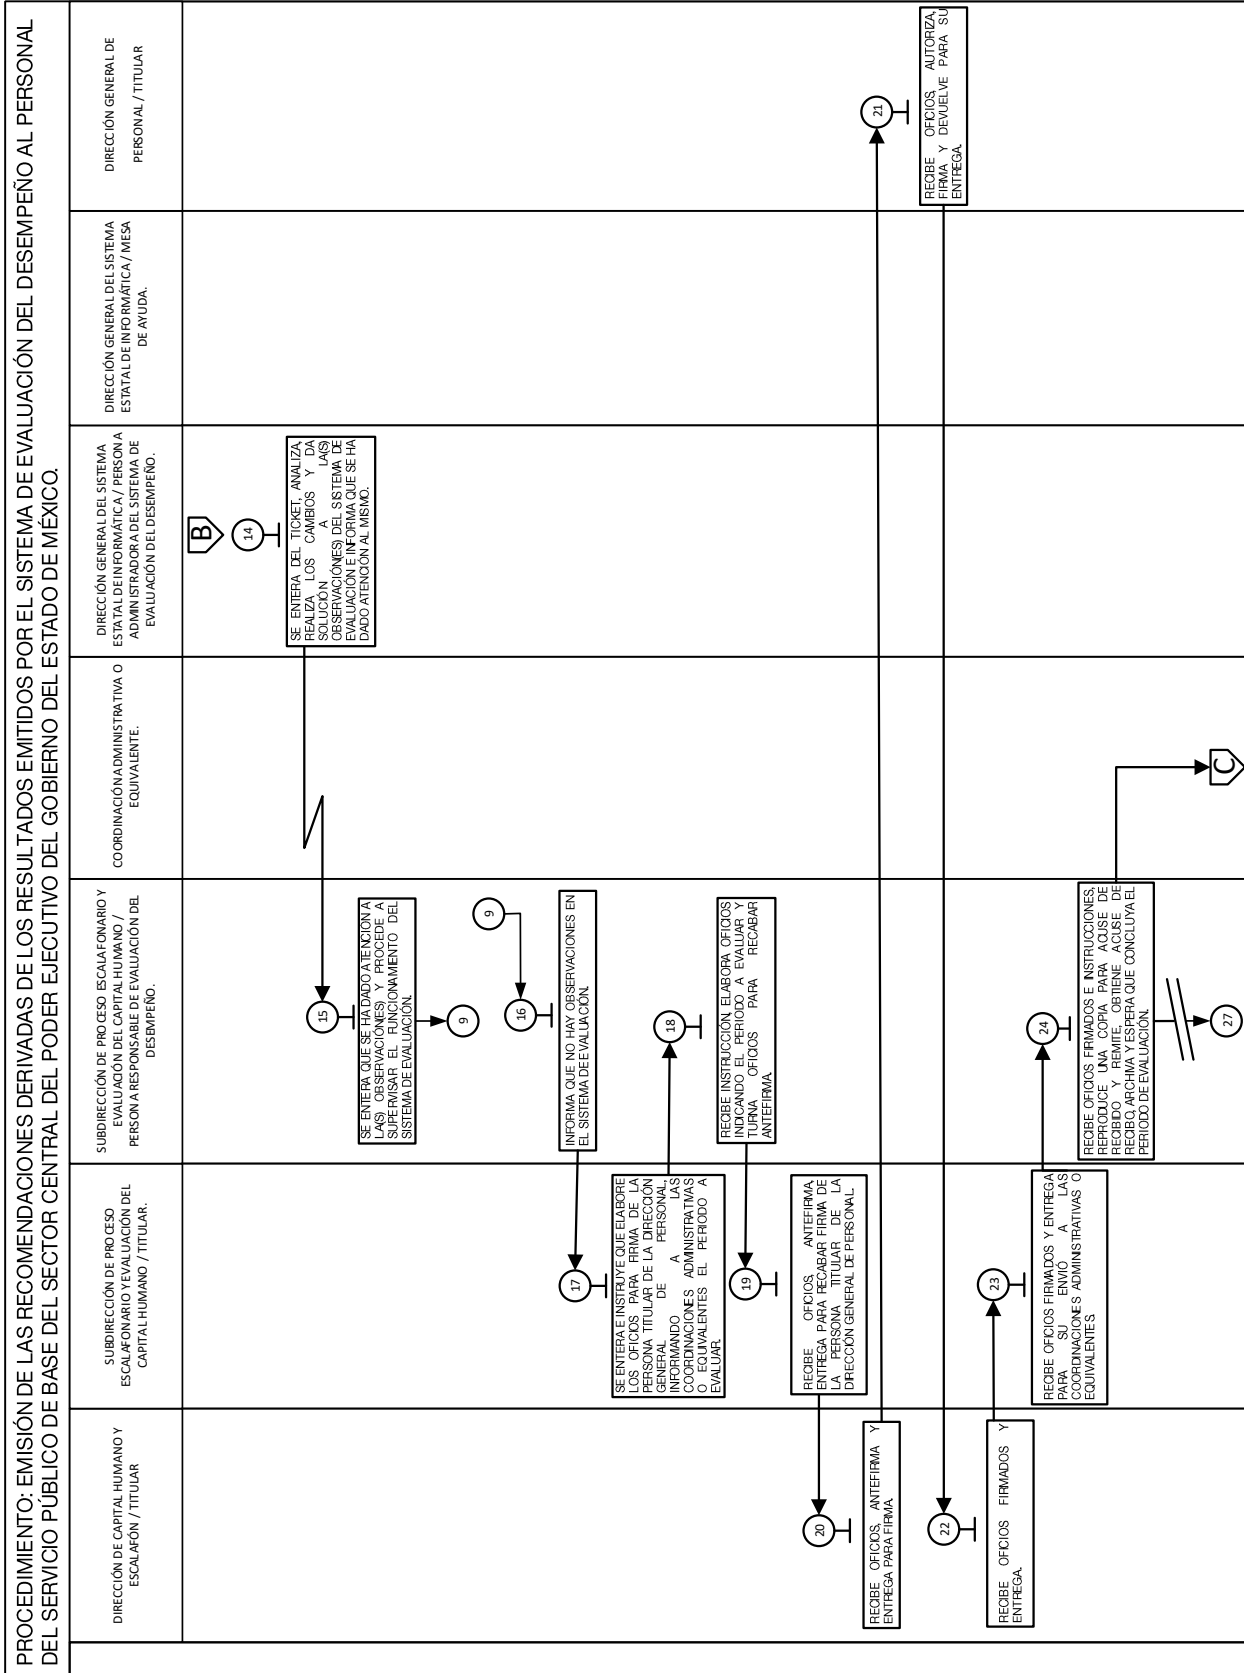 PROCEDIMIENTO: EMISIÓN DE LAS RECOMENDACIONES DERIVADAS DE LOS RESULTADOS EMITIDOS POR EL SISTEMA DE EVALUACIÓN DEL DESEMPEÑO AL PERSONAL
DEL SERVICIO PÚBLICO DE BASE DEL SECTOR CENTRAL DEL PODER EJECUTIVO DEL GOBIERNO DEL ESTADO DE MÉXICO.
DIRECCIÓN DE CAPITAL HUMANO Y
ESCALAFÓN / TITULAR
SUBDIRECCIÓN DE PROCESO
ESCALAFONARIO Y EVALUACIÓN DEL
CAPITAL HUMANO / TITULAR.
SUBDIRECCIÓN DE PROCESO ESCALAFONARIO Y
EVALUACIÓN DEL CAPITAL HUMANO /
PERSONA RESPONSABLE DE EVALUACIÓN DEL
DESEMPEÑO.
COORDINACIÓN ADMINISTRATIVA O
EQUIVALENTE.
DIRECCIÓN GENERAL DEL SISTEMA
ESTATAL DE INFORMÁTICA / PERSONA
ADMINISTRADORA DEL SISTEMA DE
EVALUACIÓN DEL DESEMPEÑO.
DIRECCIÓN GENERAL DEL SISTEMA
ESTATAL DE INFORMÁTICA / MESA
DE AYUDA.
DIRECCIÓN GENERAL DE
PERSONAL / TITULAR
B
14
SE ENTERA DEL TICKET, ANALIZA,
REALIZA LOS CAMBIOS Y DA
SOLUCIÓN A LA(S)
OBSERVACIÓN(ES) DEL SISTEMA DE
EVALUACIÓN E INFORMA QUE SE HA
DADO ATENCIÓN AL MISMO.
15
SE ENTERA QUE SE HA DADO ATENCIÓN A
LA(S) OBSERVACIÓN(ES) Y PROCEDE A
SUPERVISAR EL FUNCIONAMIENTO DEL
SISTEMA DE EVALUACIÓN.
9
9
16
INFORMA QUE NO HAY OBSERVACIONES EN
EL SISTEMA DE EVALUACIÓN.
17
SE ENTERA E INSTRUYE QUE ELABORE
LOS OFICIOS PARA FIRMA DE LA
PERSONA TITULAR DE LA DIRECCIÓN
GENERAL DE PERSONAL,
INFORMANDO A LAS
COORDINACIONES ADMINISTRATIVAS
O EQUIVALENTES EL PERIODO A
EVALUAR.
18
RECIBE INSTRUCCIÓN, ELABORA OFICIOS
INDICANDO EL PERIODO A EVALUAR Y
TURNA OFICIOS PARA RECABAR
ANTEFIRMA.
19
RECIBE OFICIOS, ANTEFIRMA,
ENTREGA PARA RECABAR FIRMA DE
LA PERSONA TITULAR DE LA
DIRECCIÓN GENERAL DE PERSONAL.
20
RECIBE OFICIOS, ANTEFIRMA Y
ENTREGA PARA FIRMA.
21
RECIBE OFICIOS, AUTORIZA,
FIRMA Y DEVUELVE PARA SU
ENTREGA.
22
RECIBE OFICIOS FIRMADOS Y
ENTREGA.
23
RECIBE OFICIOS FIRMADOS Y ENTREGA
PARA SU ENVIÓ A LAS
COORDINACIONES ADMINISTRATIVAS O
EQUIVALENTES.
24
RECIBE OFICIOS FIRMADOS E INSTRUCCIONES,
REPRODUCE UNA COPIA PARA ACUSE DE
RECIBIDO Y REMITE, OBTIENE ACUSE DE
RECIBO, ARCHIVA Y ESPERA QUE CONCLUYA EL
PERIODO DE EVALUACIÓN.
27
C